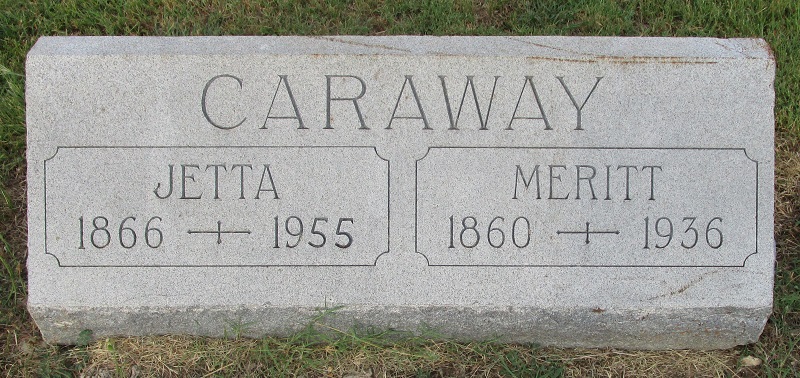 CARAWAY
JETTA
1866 1955
MERITT
1860 1936